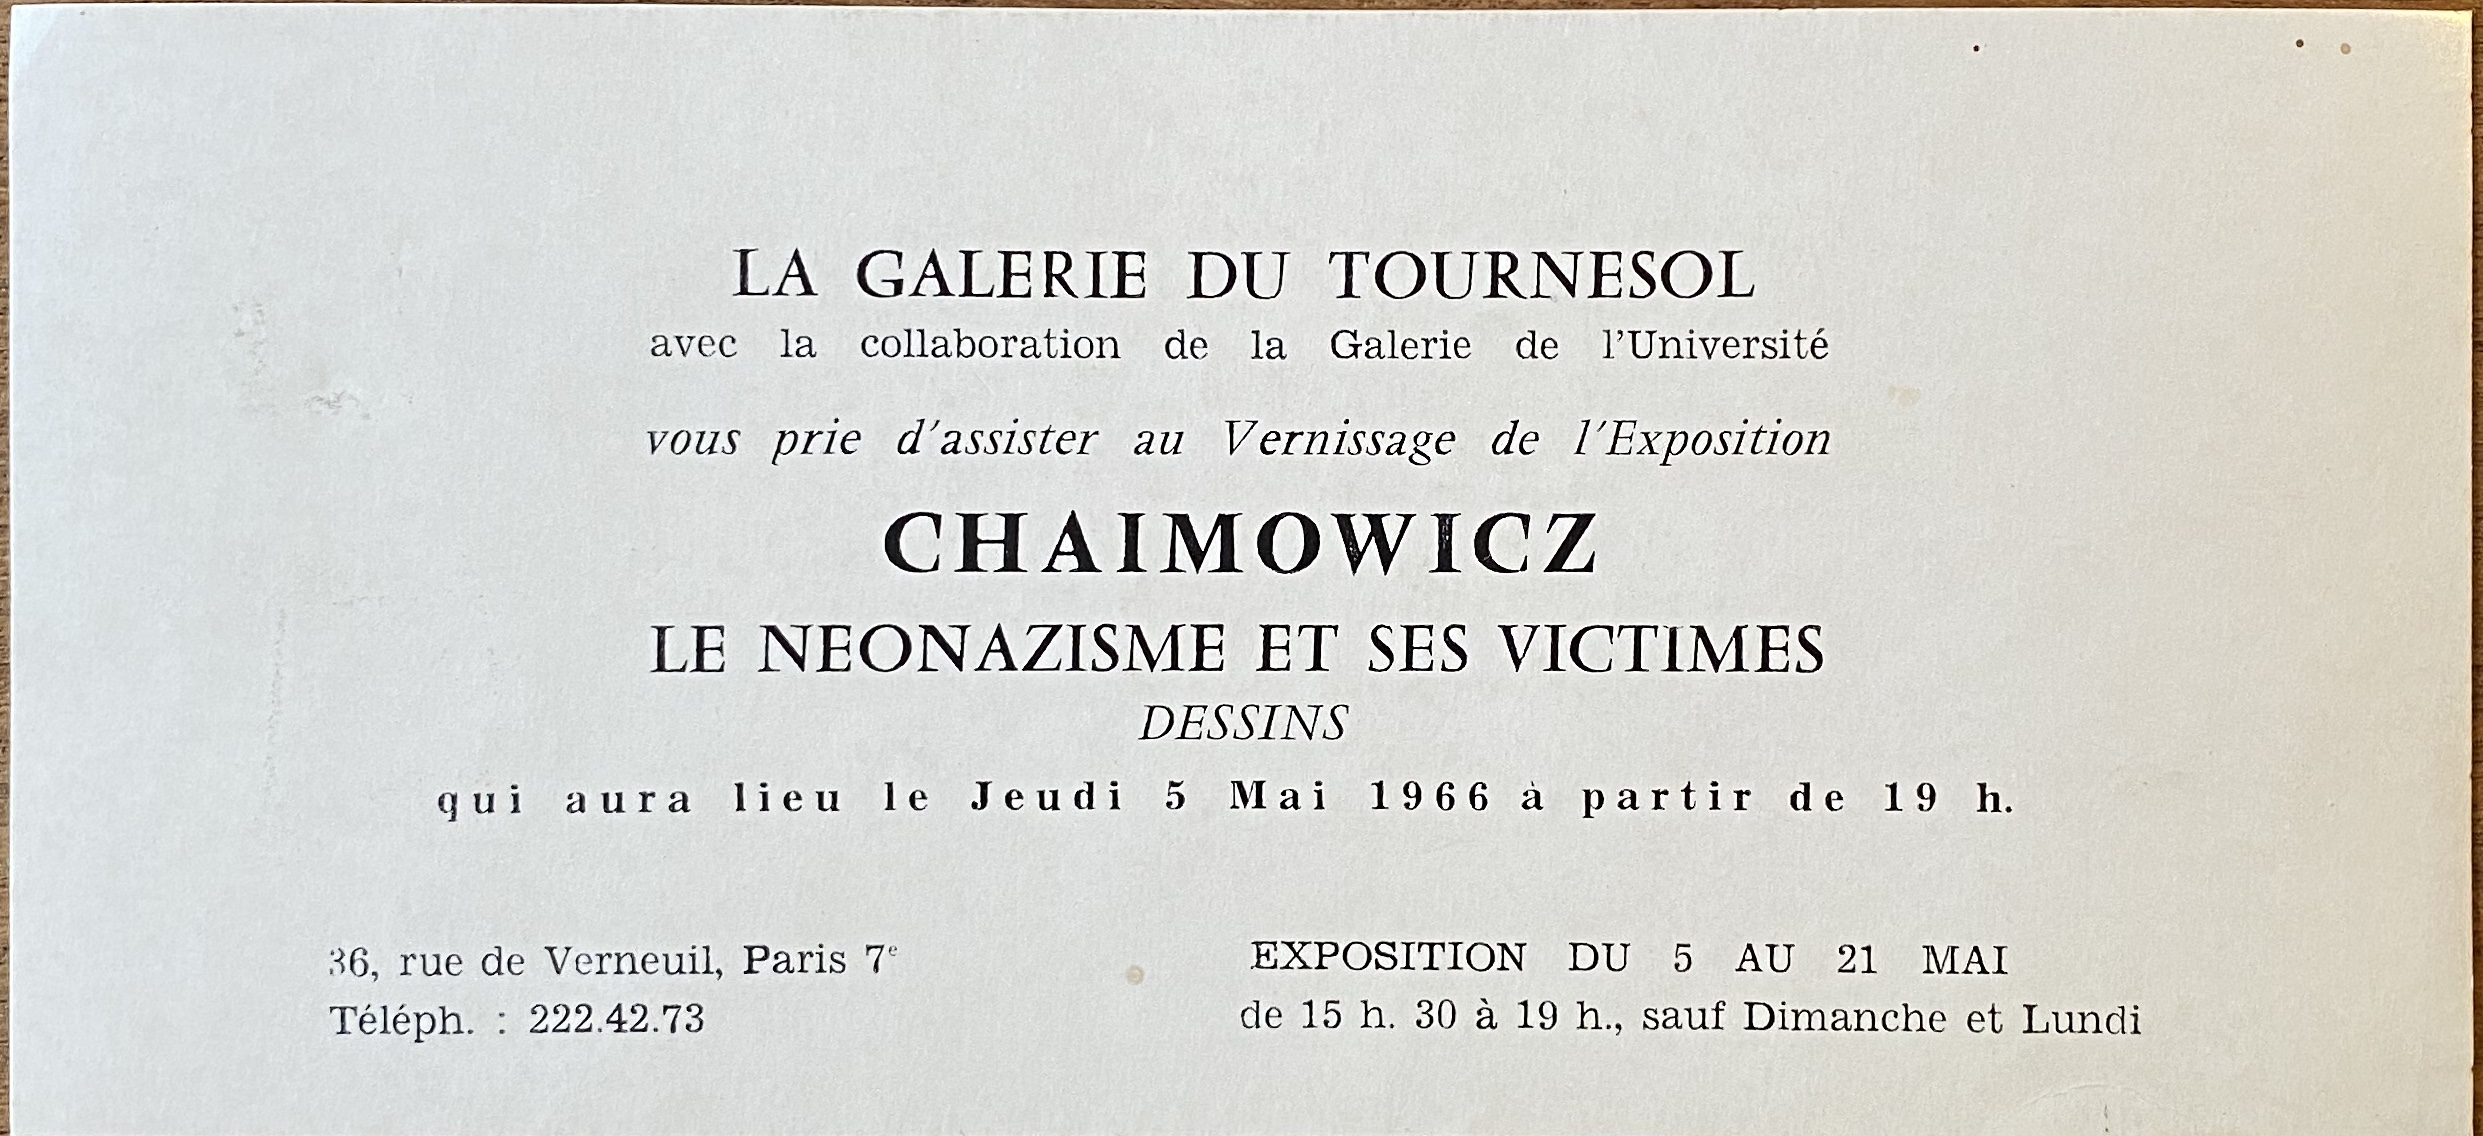 LA GALERIE DU TOURNESOL
avec la collaboration de la Galerie de l'Université
vous prie d'assister au Vernissage de l'Exposition
CHAIMOWICZ
LE NEONAZISME ET SES VICTIMES
DESSINS
qui aura lieu le Jeudi 5 Mai 1966 à partir de 19 h.
36, rue de Verneuil, Paris 7e
Téléph. : 222.42.73
EXPOSITION DU 5 AU 21 MAI
de 15 h. 30 à 19 h., sauf Dimanche et Lundi